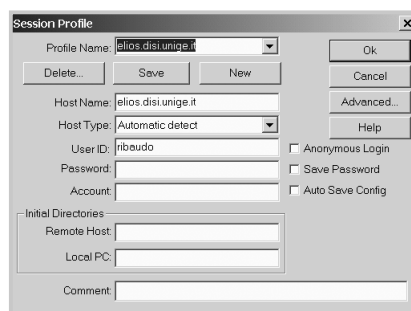 Session Profile
Profile Name: elios.disi.unige.it
Ok
Delete... Save New
Cancel
Host Name: elios.disi.unige.it
Advanced...
Host Type: Automatic detect
Help
User ID: ribaudo
Anonymous Login
Password:
Save Password
Account:
Auto Save Config
Initial Directories
Remote Host:
Local PC:
Comment: